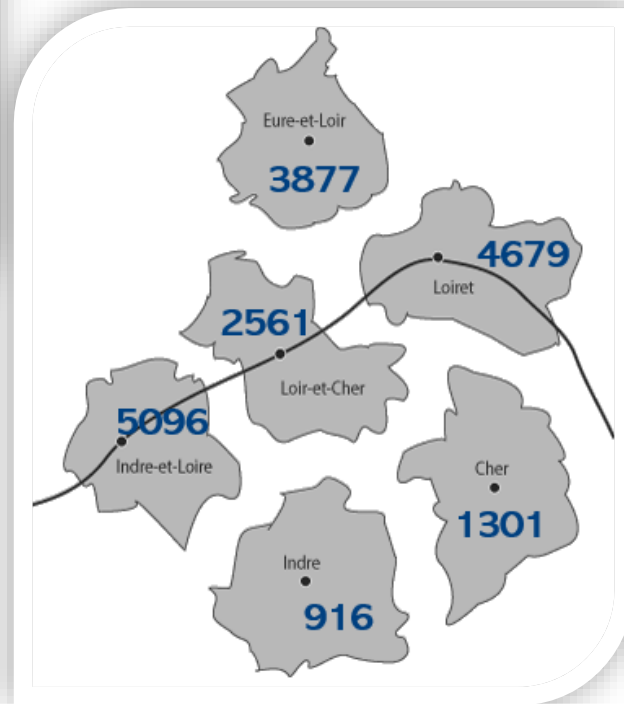 Eure-et-Loir
3877
4679
Loiret
2561
Loir-et-Cher
5096
Indre-et-Loire
Cher
1301
Indre
916